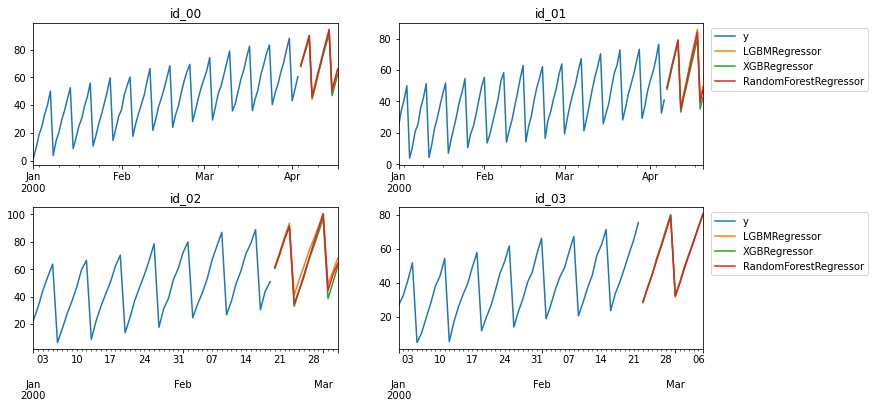 id_00
80
60
40
20
0
Jan
2000
Feb
Mar
Apr
id_01
80
60
40
20
0
Jan
2000
Feb
Mar
Apr
y
LGBMRegressor
XGBRegressor
RandomForestRegressor
id_02
100
80
60
40
20
03 10 17 24 31 07 14 21 28
Jan Feb Mar
2000
id_03
80
60
40
20
03 10 17 24 31 07 14 21 28 06
Jan Feb Mar
2000
y
LGBMRegressor
XGBRegressor
RandomForestRegressor